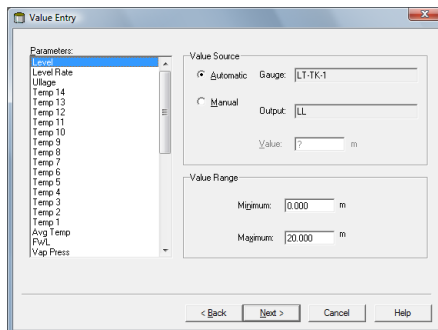 Value Entry
Parameters:
Level
Level Rate
Ullage
Temp 14
Temp 13
Temp 12
Temp 11
Temp 10
Temp 9
Temp 8
Temp 7
Temp 6
Temp 5
Temp 4
Temp 3
Temp 2
Temp 1
Avg Temp
FWL
Vap Press
Value Source
Automatic Gauge: LT-TK-1
Manual Output: LL
Value: ? m
Value Range
Minimum: 0.000 m
Maximum: 20.000 m
< Back Next > Cancel Help